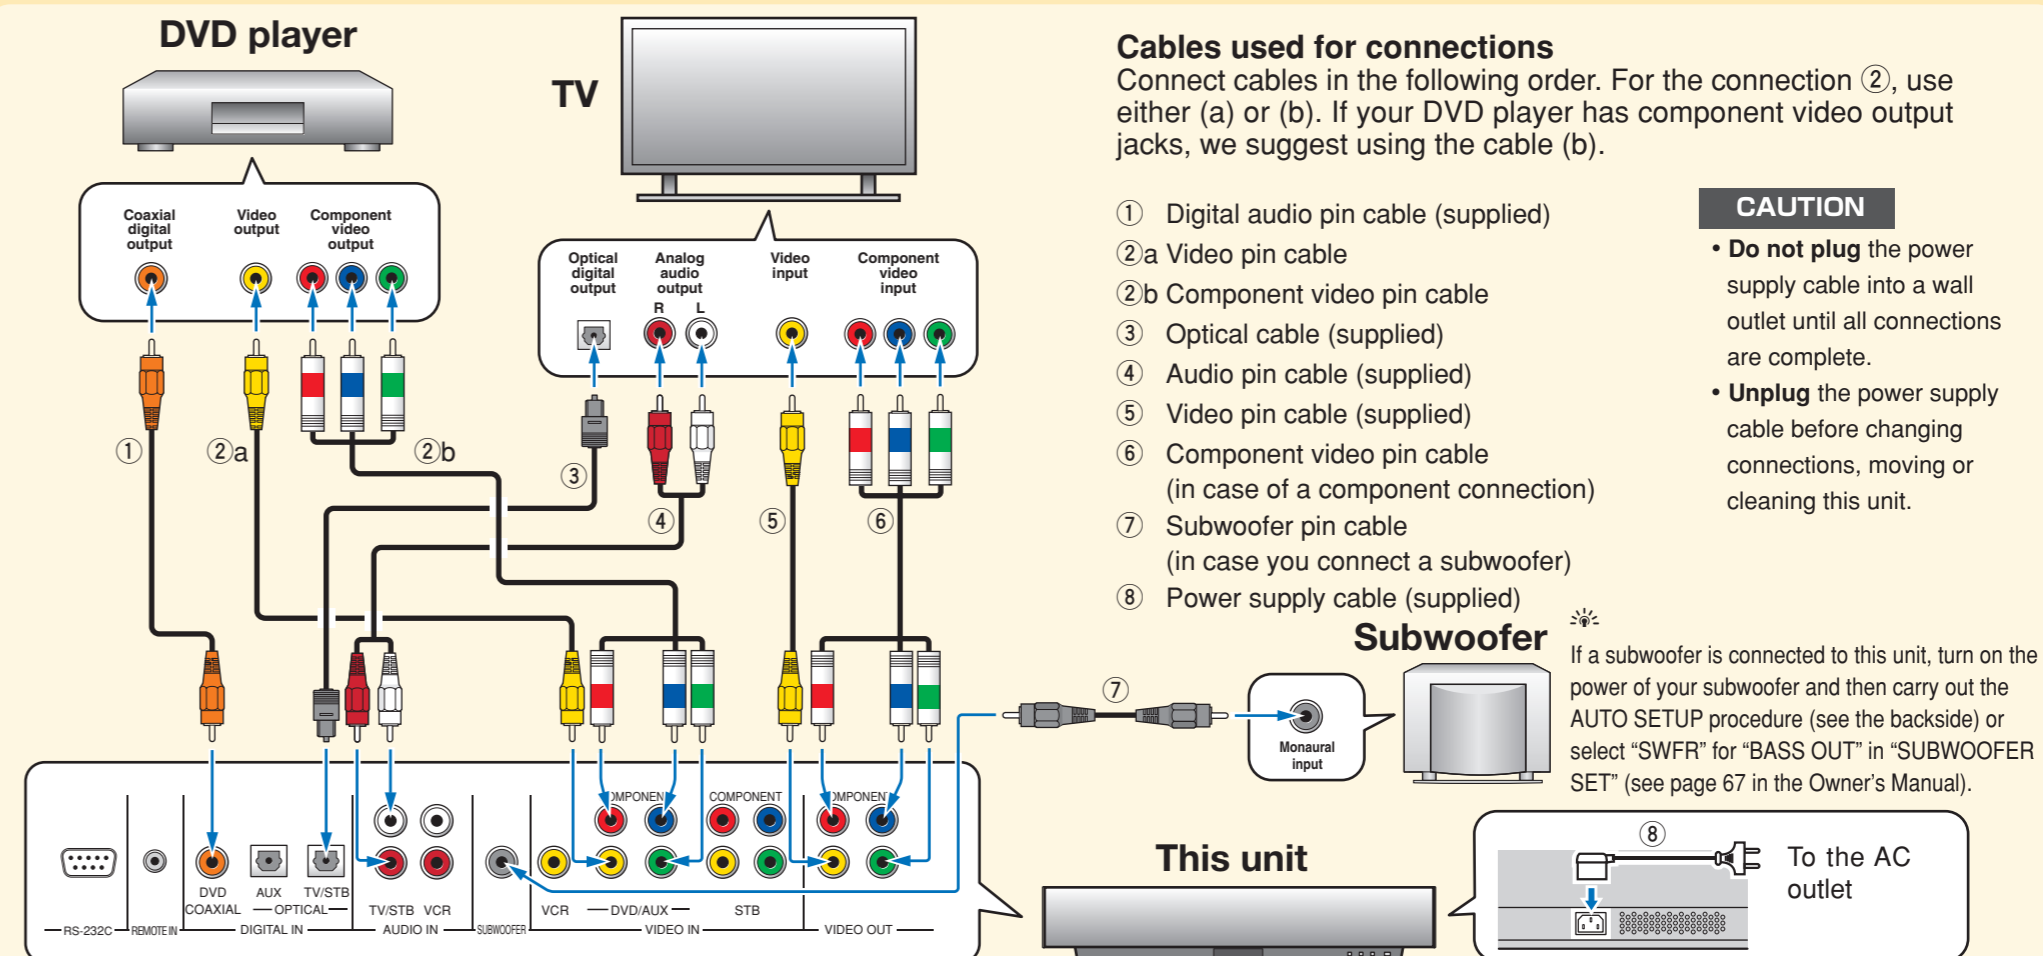 DVD player
TV
Coaxial
digital
output
Video
output
Component
video
output
Optical
digital
output
Analog
audio
output
R L
Video
input
Component
video
input
① ②a ②b ③ ④ ⑤ ⑥
Cables used for connections
Connect cables in the following order. For the connection ②, use
either (a) or (b). If your DVD player has component video output
jacks, we suggest using the cable (b).
① Digital audio pin cable (supplied)
②a Video pin cable
②b Component video pin cable
③ Optical cable (supplied)
④ Audio pin cable (supplied)
⑤ Video pin cable (supplied)
⑥ Component video pin cable
(in case of a component connection)
⑦ Subwoofer pin cable
(in case you connect a subwoofer)
⑧ Power supply cable (supplied)
CAUTION
• Do not plug the power
supply cable into a wall
outlet until all connections
are complete.
• Unplug the power supply
cable before changing
connections, moving or
cleaning this unit.
Subwoofer
⑦
Monaural
input
If a subwoofer is connected to this unit, turn on the
power of your subwoofer and then carry out the
AUTO SETUP procedure (see the backside) or
select “SWFR” for “BASS OUT” in “SUBWOOFER
SET” (see page 67 in the Owner’s Manual).
COMPONENT
DVD AUX TV/STB
COAXIAL OPTICAL TV/STB VCR VCR DVD/AUX STB
RS-232C REMOTE IN DIGITAL IN AUDIO IN SUBWOOFER VIDEO IN VIDEO OUT
This unit
⑧
To the AC
outlet